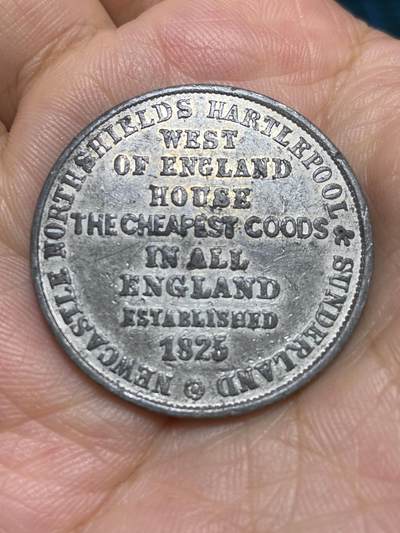 NEWCASTLE NORTH SHIELDS HARTLEPOOL & SUNDERLAND
WEST
OF ENGLAND
HOUSE
THE CHEAPEST GOODS
IN ALL
ENGLAND
ESTABLISHED
1825